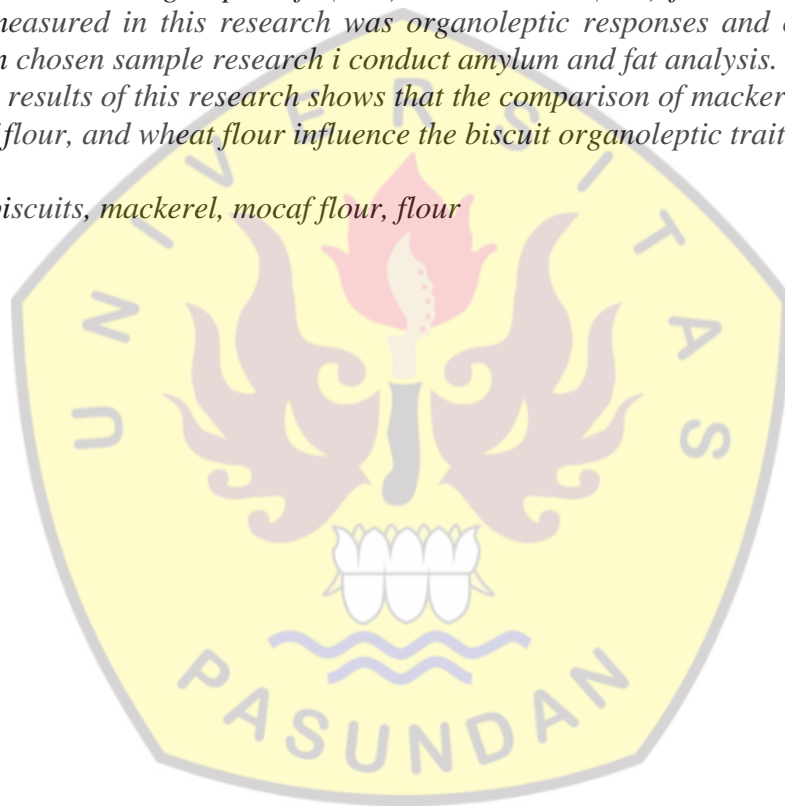 neasured in this research was organoleptic responses and
n chosen sample research i conduct amylum and fat analysis.
results of this research shows that the comparison of macker
flour, and wheat flour influence the biscuit organoleptic trait
biscuits, mackerel, mocaf flour, flour
UNIVERSITAS
PASUNDAN